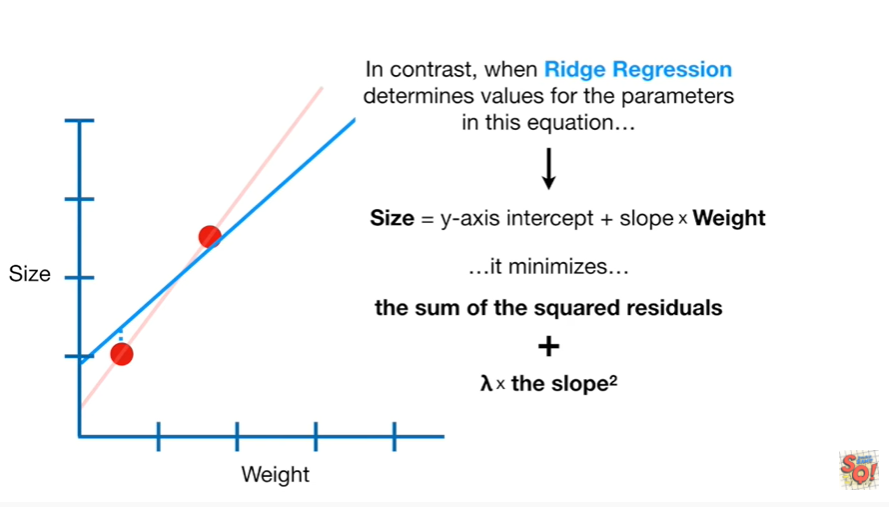 In contrast, when Ridge Regression
determines values for the parameters
in this equation…
Size = y-axis intercept + slope x Weight
…it minimizes…
the sum of the squared residuals
+
λ x the slope²
Size
Weight
SO!